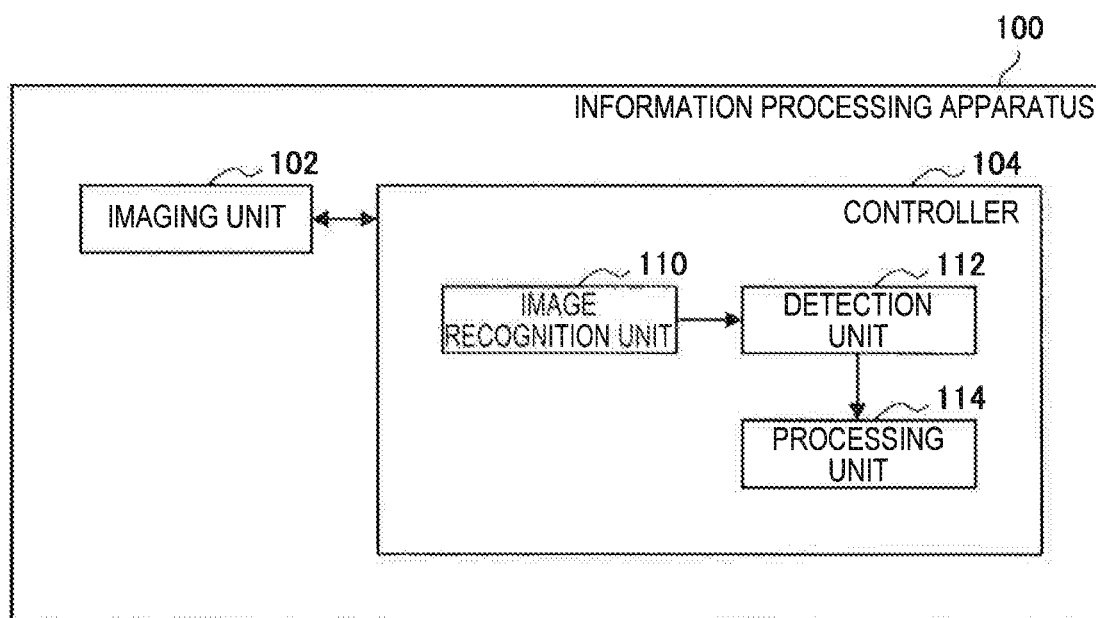 100
INFORMATION PROCESSING APPARATUS
102
IMAGING UNIT
104
CONTROLLER
110
IMAGE
RECOGNITION UNIT
112
DETECTION
UNIT
114
PROCESSING
UNIT